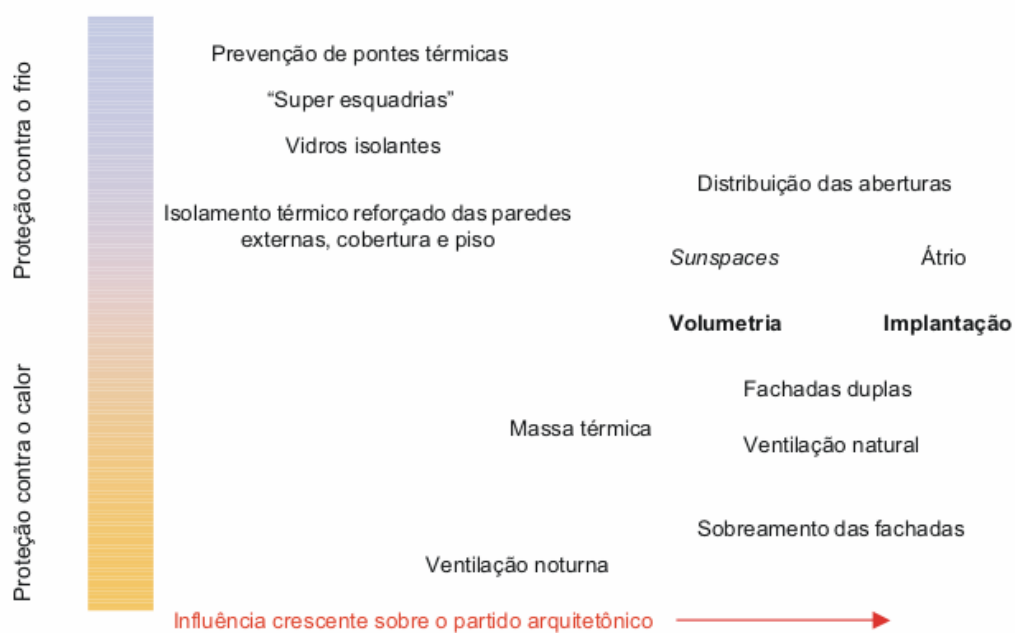 Proteção contra o frio
Proteção contra o calor
Prevenção de pontes térmicas
“Super esquadrias”
Vidros isolantes
Distribuição das aberturas
Isolamento térmico reforçado das paredes
externas, cobertura e piso
Sunspaces
Átrio
Volumetria
Implantação
Fachadas duplas
Massa térmica
Ventilação natural
Sobreamento das fachadas
Ventilação noturna
Influência crescente sobre o partido arquitetônico